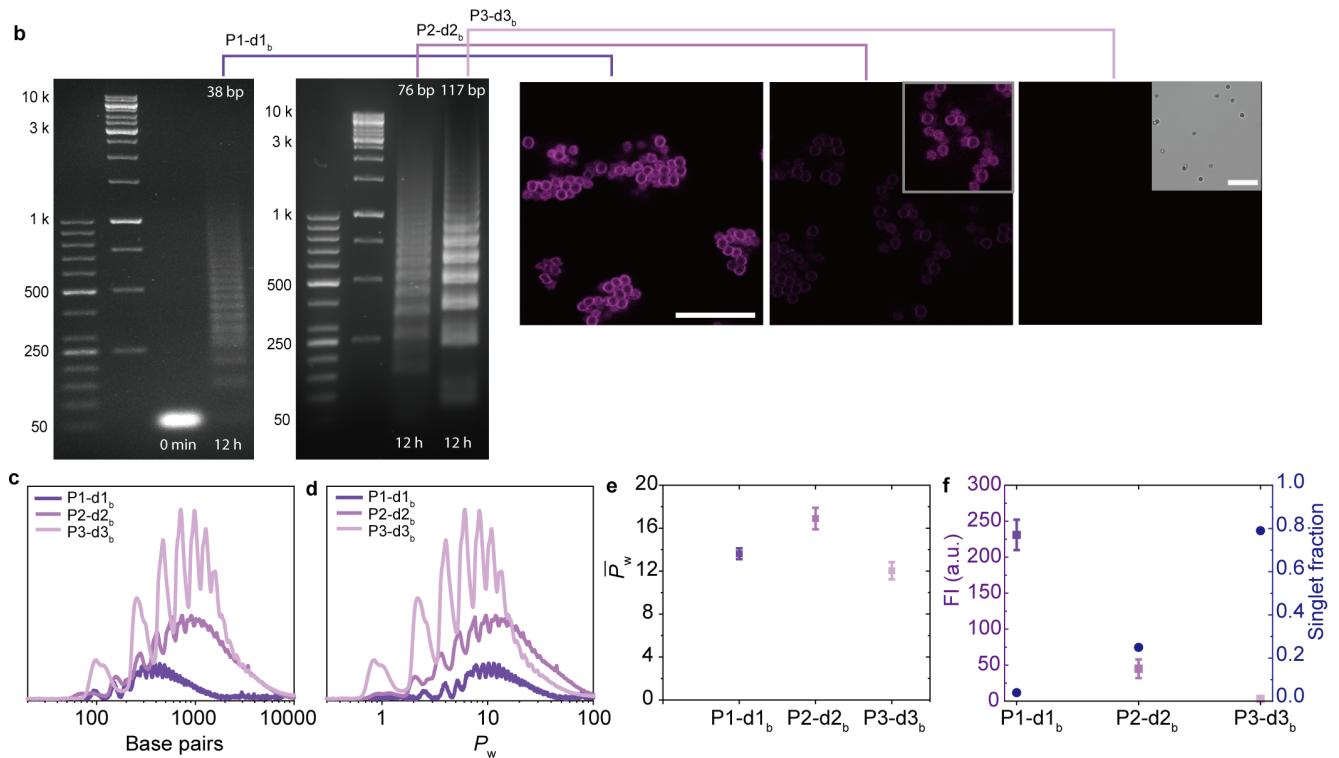 b
P1-d1b
P2-d2b
P3-d3b
10 k
3 k
1 k
500
250
50
38 bp
0 min
12 h
10 k
3 k
1 k
500
250
50
76 bp
117 bp
12 h
12 h
c
P1-d1b
P2-d2b
P3-d3b
100
1000
10000
Base pairs
d
P1-d1b
P2-d2b
P3-d3b
1
10
100
Pw
e
20
16
12
8
4
0
P̅w
P1-d1b
P2-d2b
P3-d3b
f
300
250
200
150
100
50
0
FI (a.u.)
1.0
0.8
0.6
0.4
0.2
0.0
Singlet fraction
P1-d1b
P2-d2b
P3-d3b